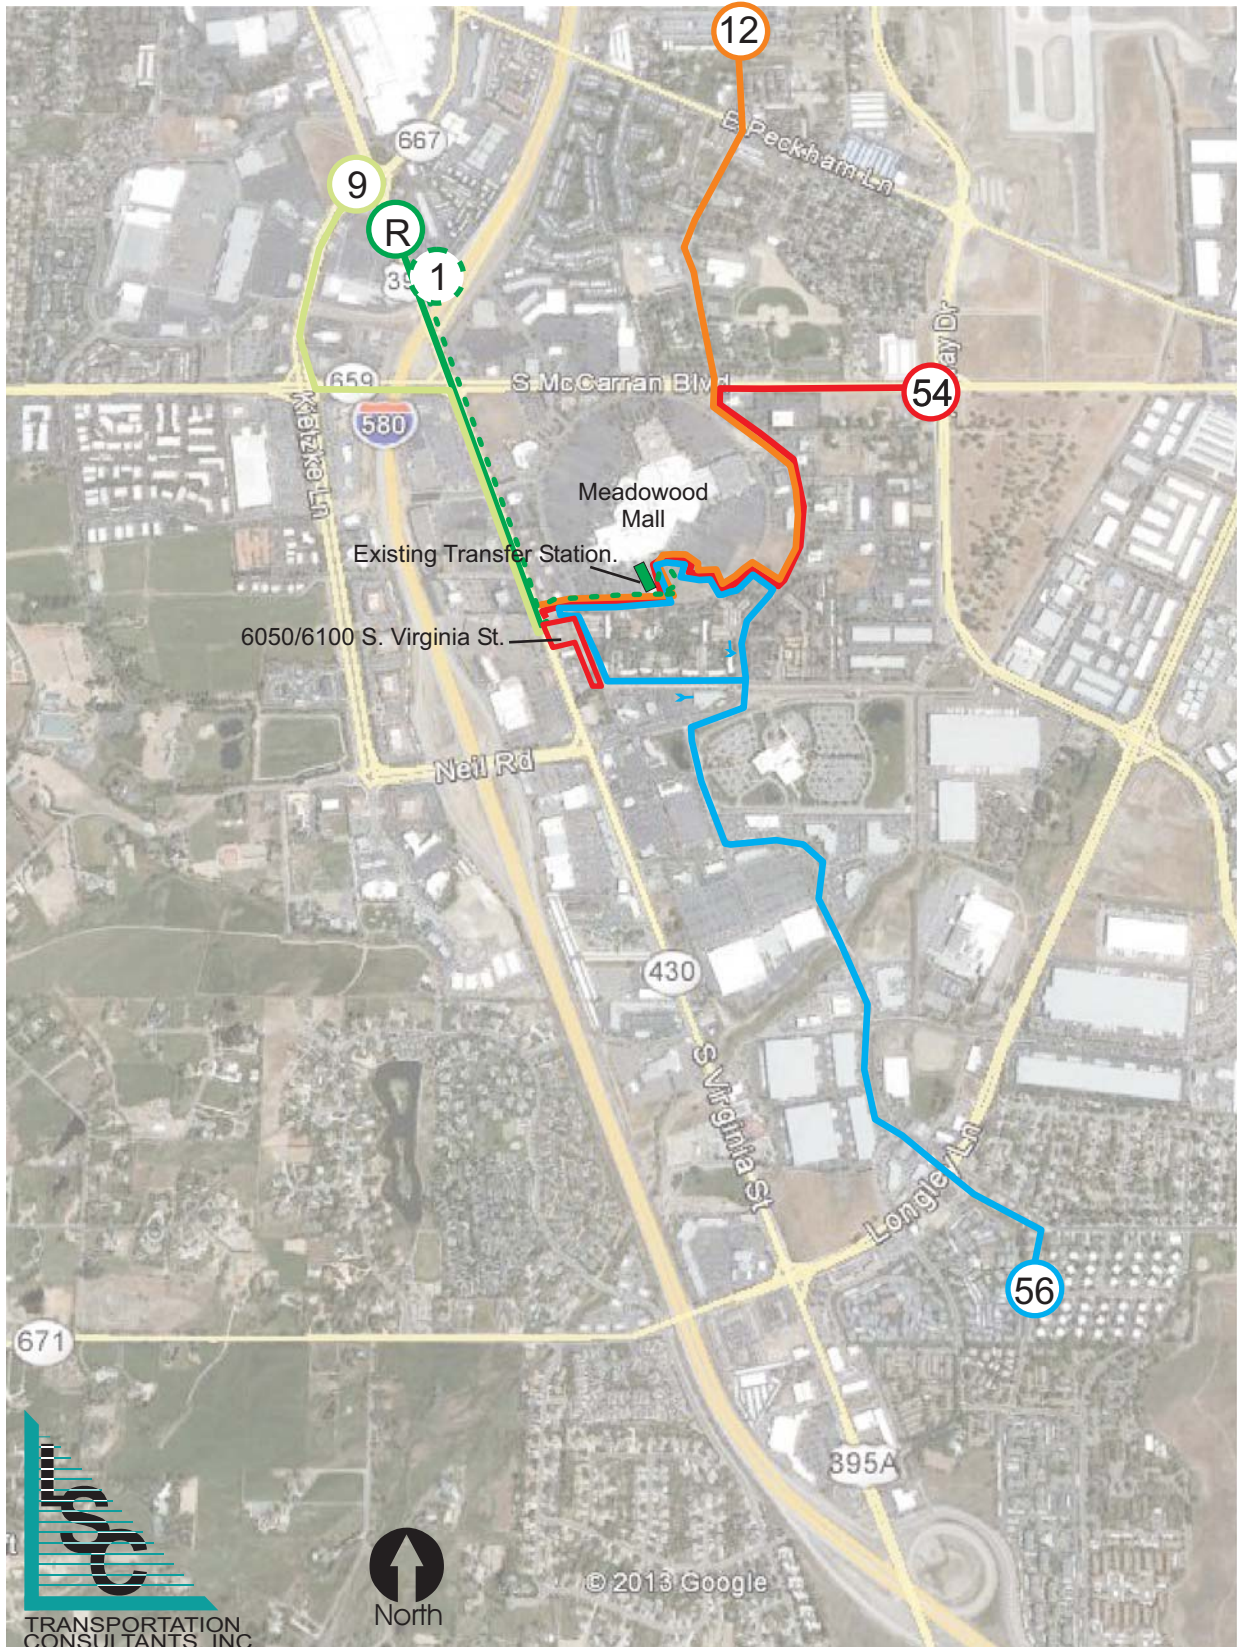 12
667
E Peckham Ln
9
R
1
659
S McCarran Blvd
54
580
Kietzke Ln
Meadowood
Mall
Existing Transfer Station.
6050/6100 S. Virginia St.
Neil Rd
430
S Virginia St
Longley Ln
56
671
395A
LSC
TRANSPORTATION
CONSULTANTS, INC
North
© 2013 Google